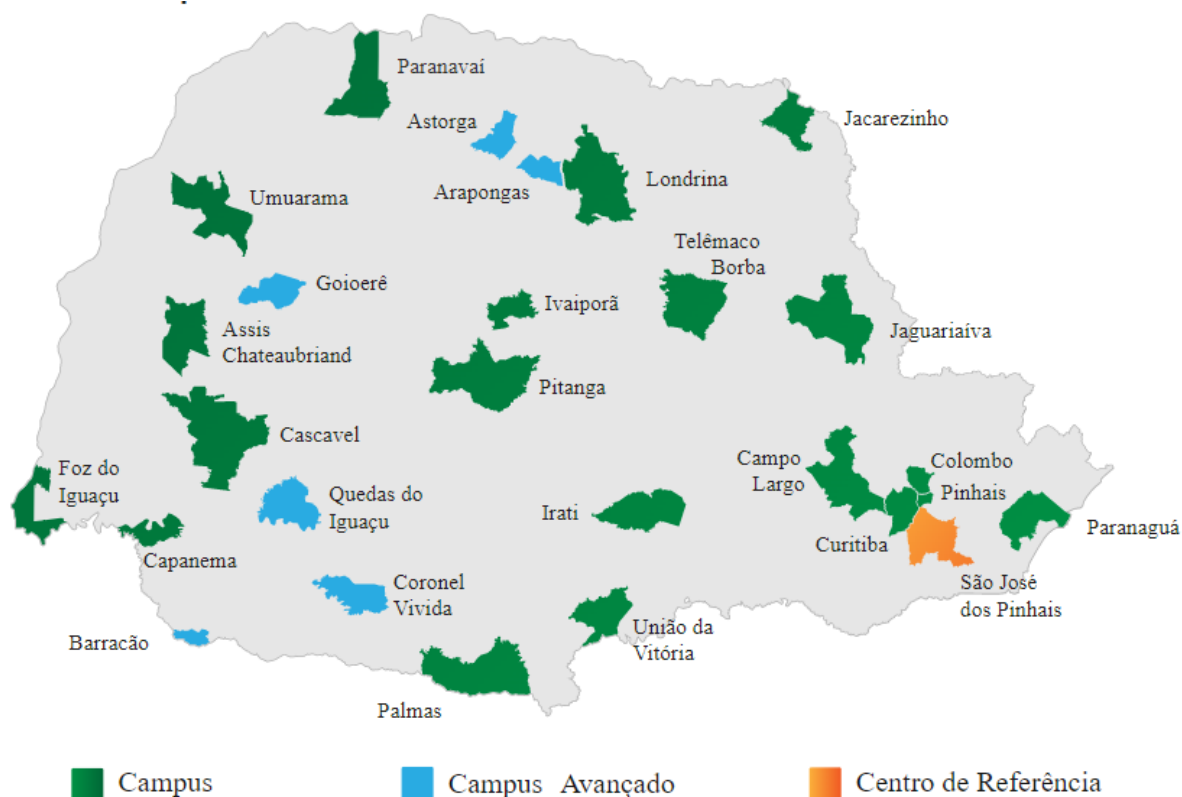 Paranavaí
Astorga
Jacarezinho
Arapongas
Londrina
Umuarama
Telêmaco
Borba
Goioerê
Ivaiporã
Assis
Chateaubriand
Jaguariaíva
Pitanga
Cascavel
Foz do
Iguaçu
Campo
Largo
Colombo
Pinhais
Quedas do
Iguaçu
Irati
Paranaguá
Curitiba
Capanema
São José
dos Pinhais
Coronel
Vivida
Barracão
União da
Vitória
Palmas
Campus
Campus Avançado
Centro de Referência